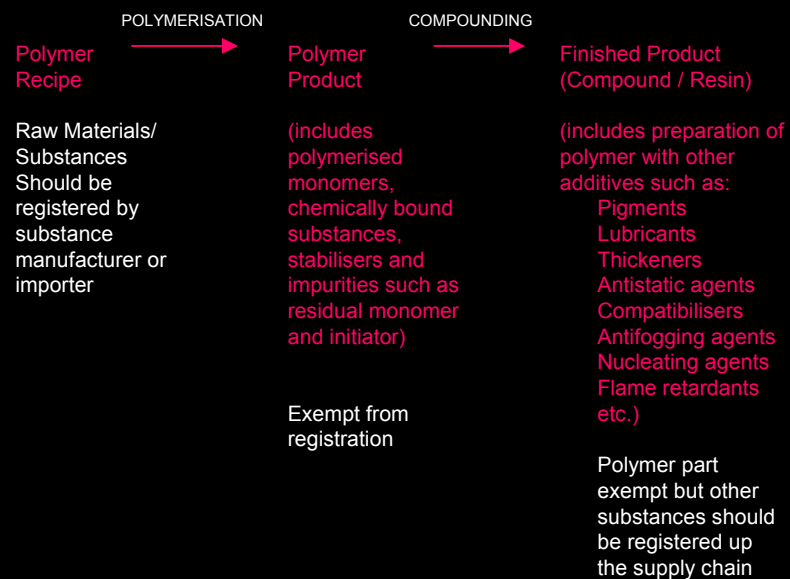 POLYMERISATION
COMPOUNDING
Polymer
Recipe
Polymer
Product
Finished Product
(Compound / Resin)
Raw Materials/
Substances
Should be
registered by
substance
manufacturer or
importer
(includes
polymerised
monomers,
chemically bound
substances,
stabilisers and
impurities such as
residual monomer
and initiator)
Exempt from
registration
(includes preparation of
polymer with other
additives such as:
Pigments
Lubricants
Thickeners
Antistatic agents
Compatibilisers
Antifogging agents
Nucleating agents
Flame retardants
etc.)
Polymer part
exempt but other
substances should
be registered up
the supply chain